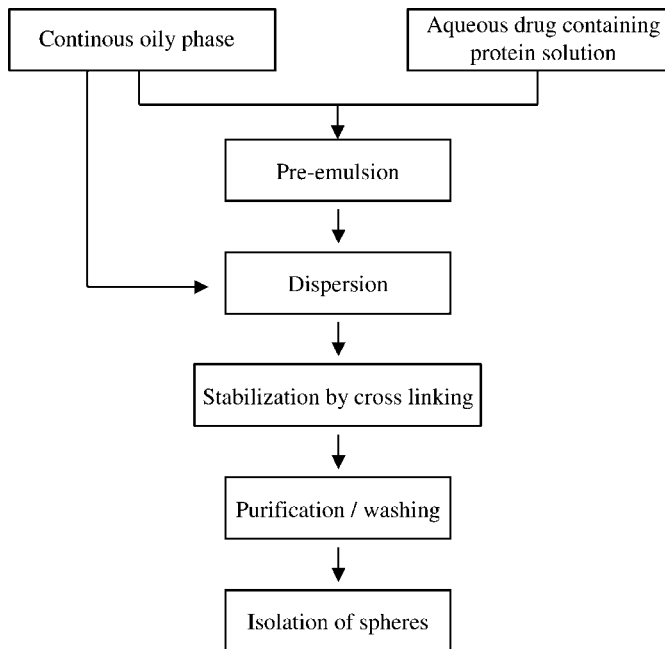 Continous oily phase
Aqueous drug containing
protein solution
Pre-emulsion
Dispersion
Stabilization by cross linking
Purification / washing
Isolation of spheres